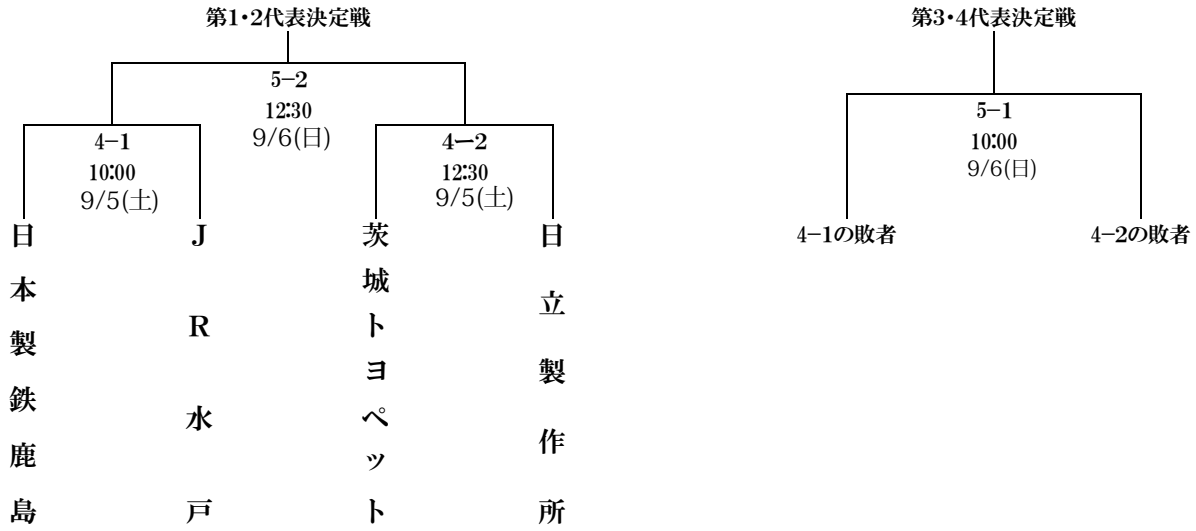 第1・2代表決定戦
5−2
12:30
9/6(日)
4−1
10:00
9/5(土)
4ー2
12:30
9/5(土)
日本製鉄鹿島
JR水戸
茨城トヨペット
日立製作所
第3・4代表決定戦
5−1
10:00
9/6(日)
4−1の敗者
4−2の敗者